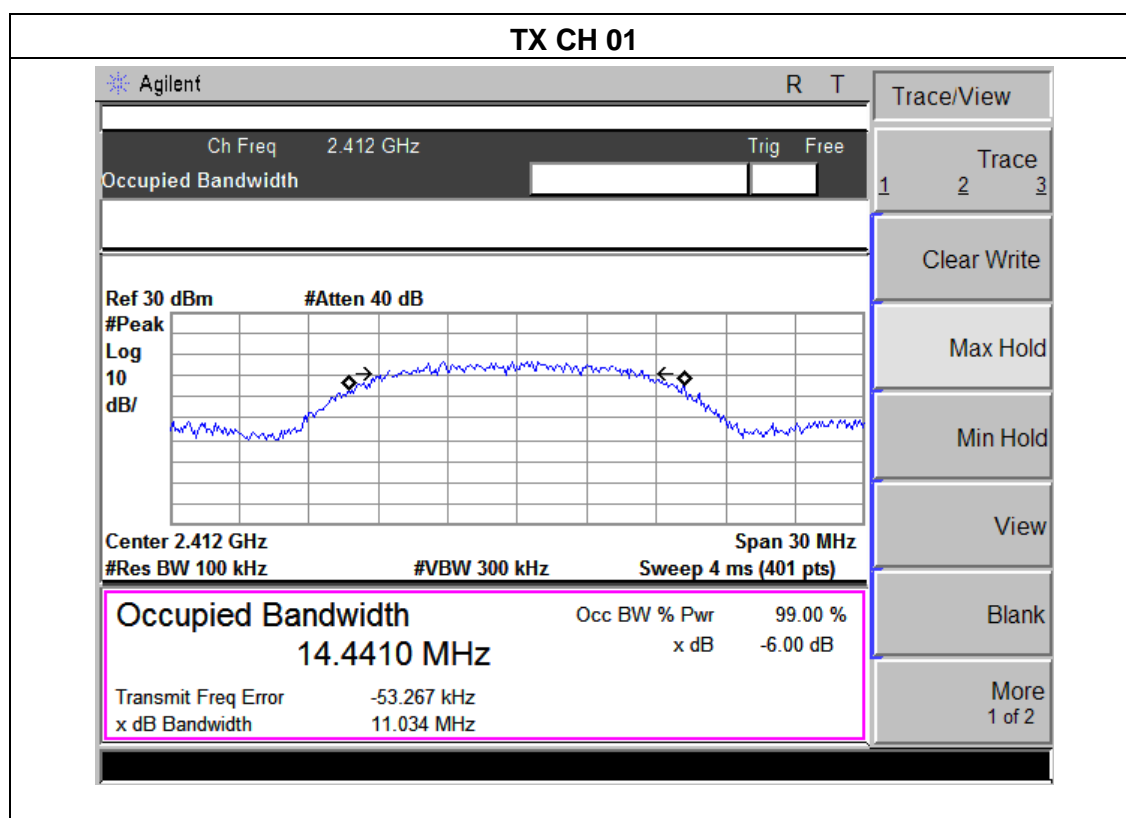 TX CH 01
Agilent R T
Ch Freq 2.412 GHz Trig Free
Occupied Bandwidth
Ref 30 dBm #Atten 40 dB
#Peak
Log
10
dB/
Center 2.412 GHz Span 30 MHz
#Res BW 100 kHz #VBW 300 kHz Sweep 4 ms (401 pts)
Occupied Bandwidth Occ BW % Pwr 99.00 %
14.4410 MHz x dB -6.00 dB
Transmit Freq Error -53.267 kHz
x dB Bandwidth 11.034 MHz
Trace/View
Trace
1 2 3
Clear Write
Max Hold
Min Hold
View
Blank
More
1 of 2